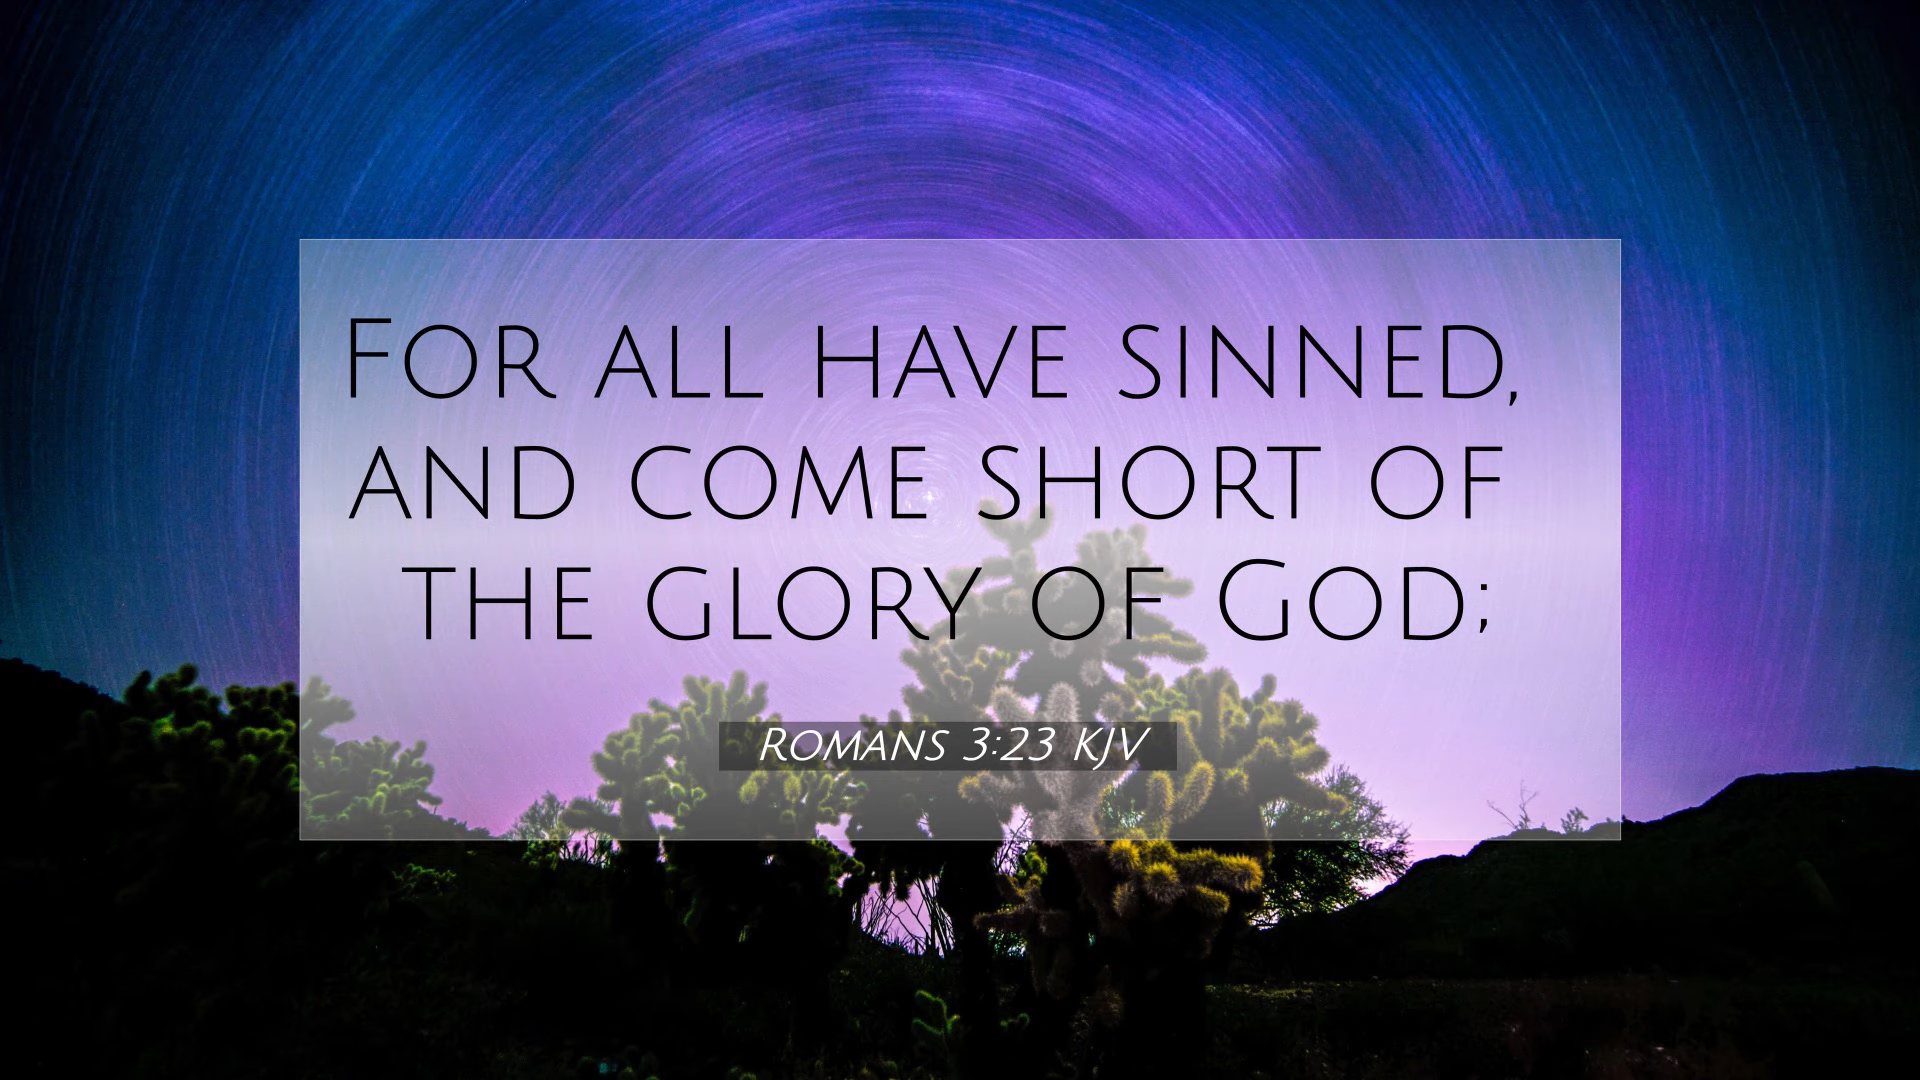 For all have sinned,
and come short of
the glory of God;
Romans 3:23 KJV